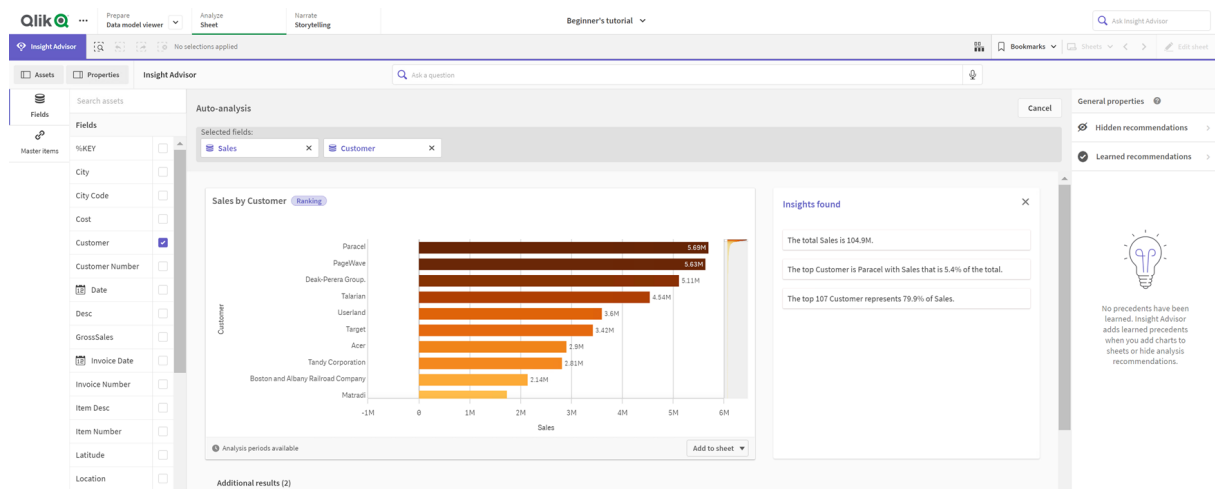 Qlik
Prepare
Data model viewer
Analyze
Sheet
Narrate
Storytelling
Beginner's tutorial
Ask Insight Advisor
Insight Advisor
No selections applied
Bookmarks
Sheets
Edit sheet
Assets
Properties
Insight Advisor
Ask a question
Fields
Master items
Search assets
Fields
%KEY
City
City Code
Cost
Customer
Customer Number
Date
Desc
GrossSales
Invoice Date
Invoice Number
Item Desc
Item Number
Latitude
Location
Auto-analysis
Cancel
Selected fields:
Sales
Customer
Sales by Customer
Ranking
Customer
Paracel
5.69M
PageWave
5.63M
Deak-Perera Group.
5.11M
Talarian
4.54M
Userland
3.6M
Target
3.42M
Acer
2.9M
Tandy Corporation
2.81M
Boston and Albany Railroad Company
2.14M
Matradi
-1M 0 1M 2M 3M 4M 5M 6M
Sales
Analysis periods available
Add to sheet
Additional results (2)
Insights found
The total Sales is 104.9M.
The top Customer is Paracel with Sales that is 5.4% of the total.
The top 107 Customer represents 79.9% of Sales.
General properties
Hidden recommendations
Learned recommendations
No precedents have been
learned. Insight Advisor
adds learned precedents
when you add charts to
sheets or hide analysis
recommendations.